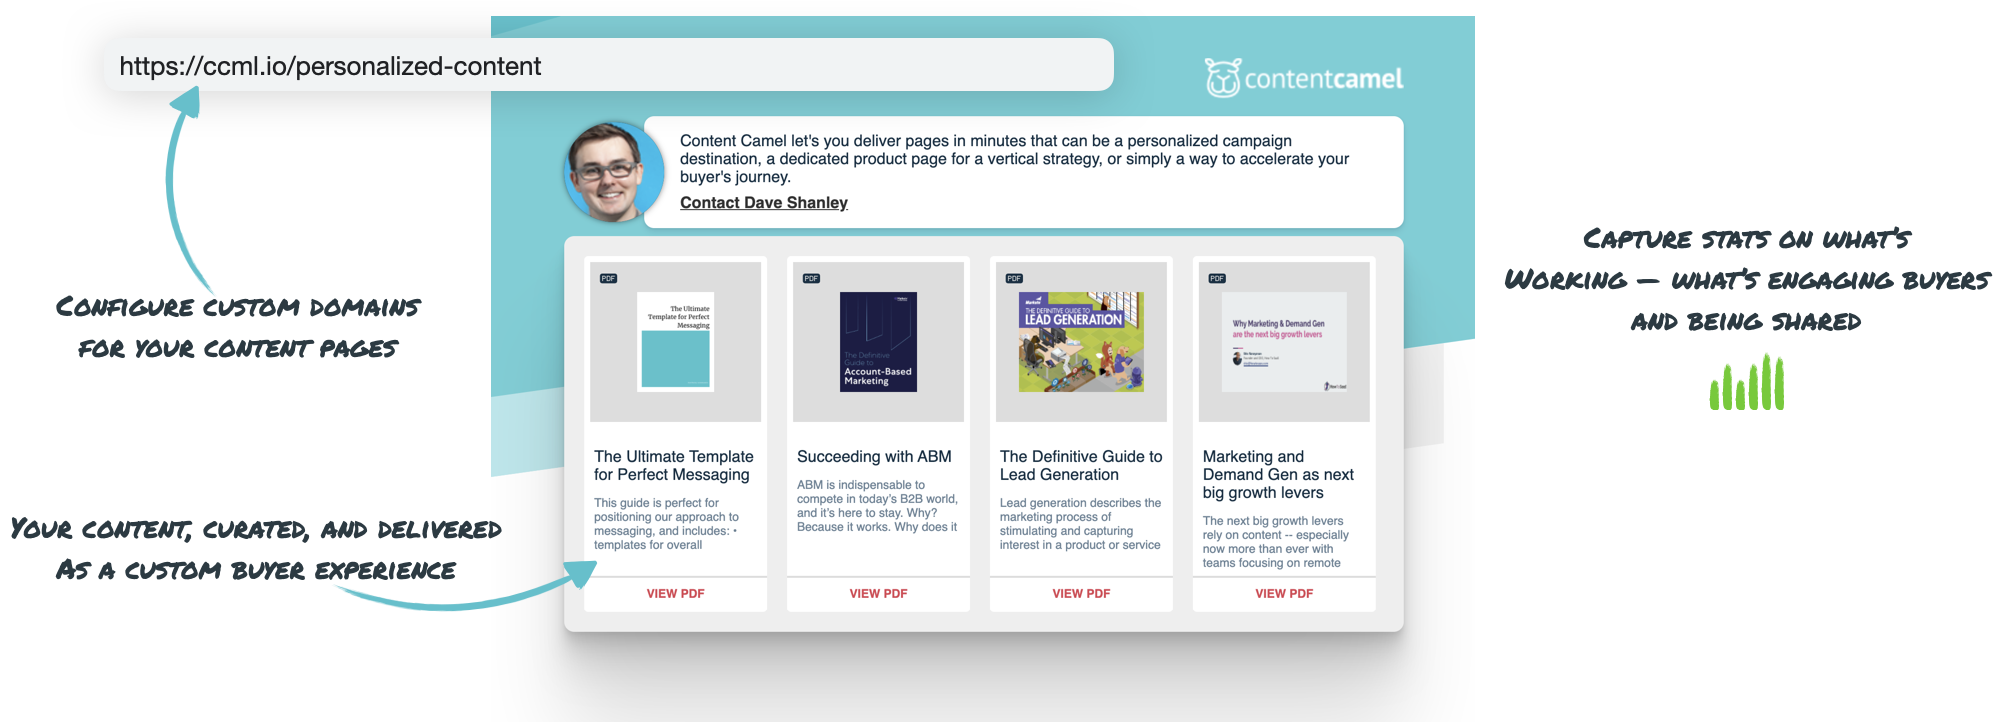 https://ccml.io/personalized-content
contentcamel
Content Camel let's you deliver pages in minutes that can be a personalized campaign
destination, a dedicated product page for a vertical strategy, or simply a way to accelerate your
buyer's journey.
Contact Dave Shanley
CONFIGURE CUSTOM DOMAINS
FOR YOUR CONTENT PAGES
YOUR CONTENT, CURATED, AND DELIVERED
AS A CUSTOM BUYER EXPERIENCE
CAPTURE STATS ON WHAT'S
WORKING – WHAT'S ENGAGING BUYERS
AND BEING SHARED
PDF
The Ultimate
Template for Perfect
Messaging
The Ultimate Template
for Perfect Messaging
This guide is perfect for
positioning our approach to
messaging, and includes: •
templates for overall
VIEW PDF
PDF
The Definitive
Guide to
Account-Based
Marketing
Succeeding with ABM
ABM is indispensable to
compete in today's B2B world,
and it's here to stay. Why?
Because it works. Why does it
VIEW PDF
PDF
Marketo
THE DEFINITIVE GUIDE TO
LEAD GENERATION
The Definitive Guide to
Lead Generation
Lead generation describes the
marketing process of
stimulating and capturing
interest in a product or service
VIEW PDF
PDF
Why Marketing & Demand Gen
are the next big growth levers
Marketing and
Demand Gen as next
big growth levers
The next big growth levers
rely on content -- especially
now more than ever with
teams focusing on remote
VIEW PDF